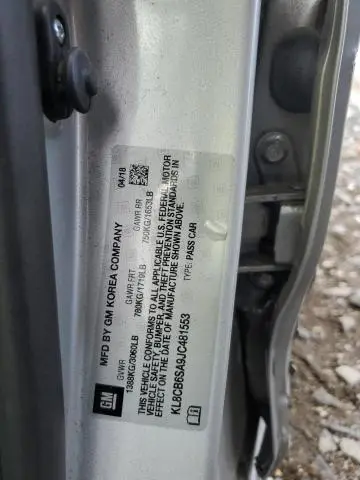 GM
MFD BY GM KOREA COMPANY
04/18
GVWR GAWR FRT GAWR RR
1388KG/3060LB 780KG/1719LB 750KG/1653LB
THIS VEHICLE CONFORMS TO ALL APPLICABLE U.S. FEDERAL MOTOR
VEHICLE SAFETY, BUMPER, AND THEFT PREVENTION STANDARDS IN
EFFECT ON THE DATE OF MANUFACTURE SHOWN ABOVE.
KL8CB6SA9JC481553 TYPE: PASS CAR